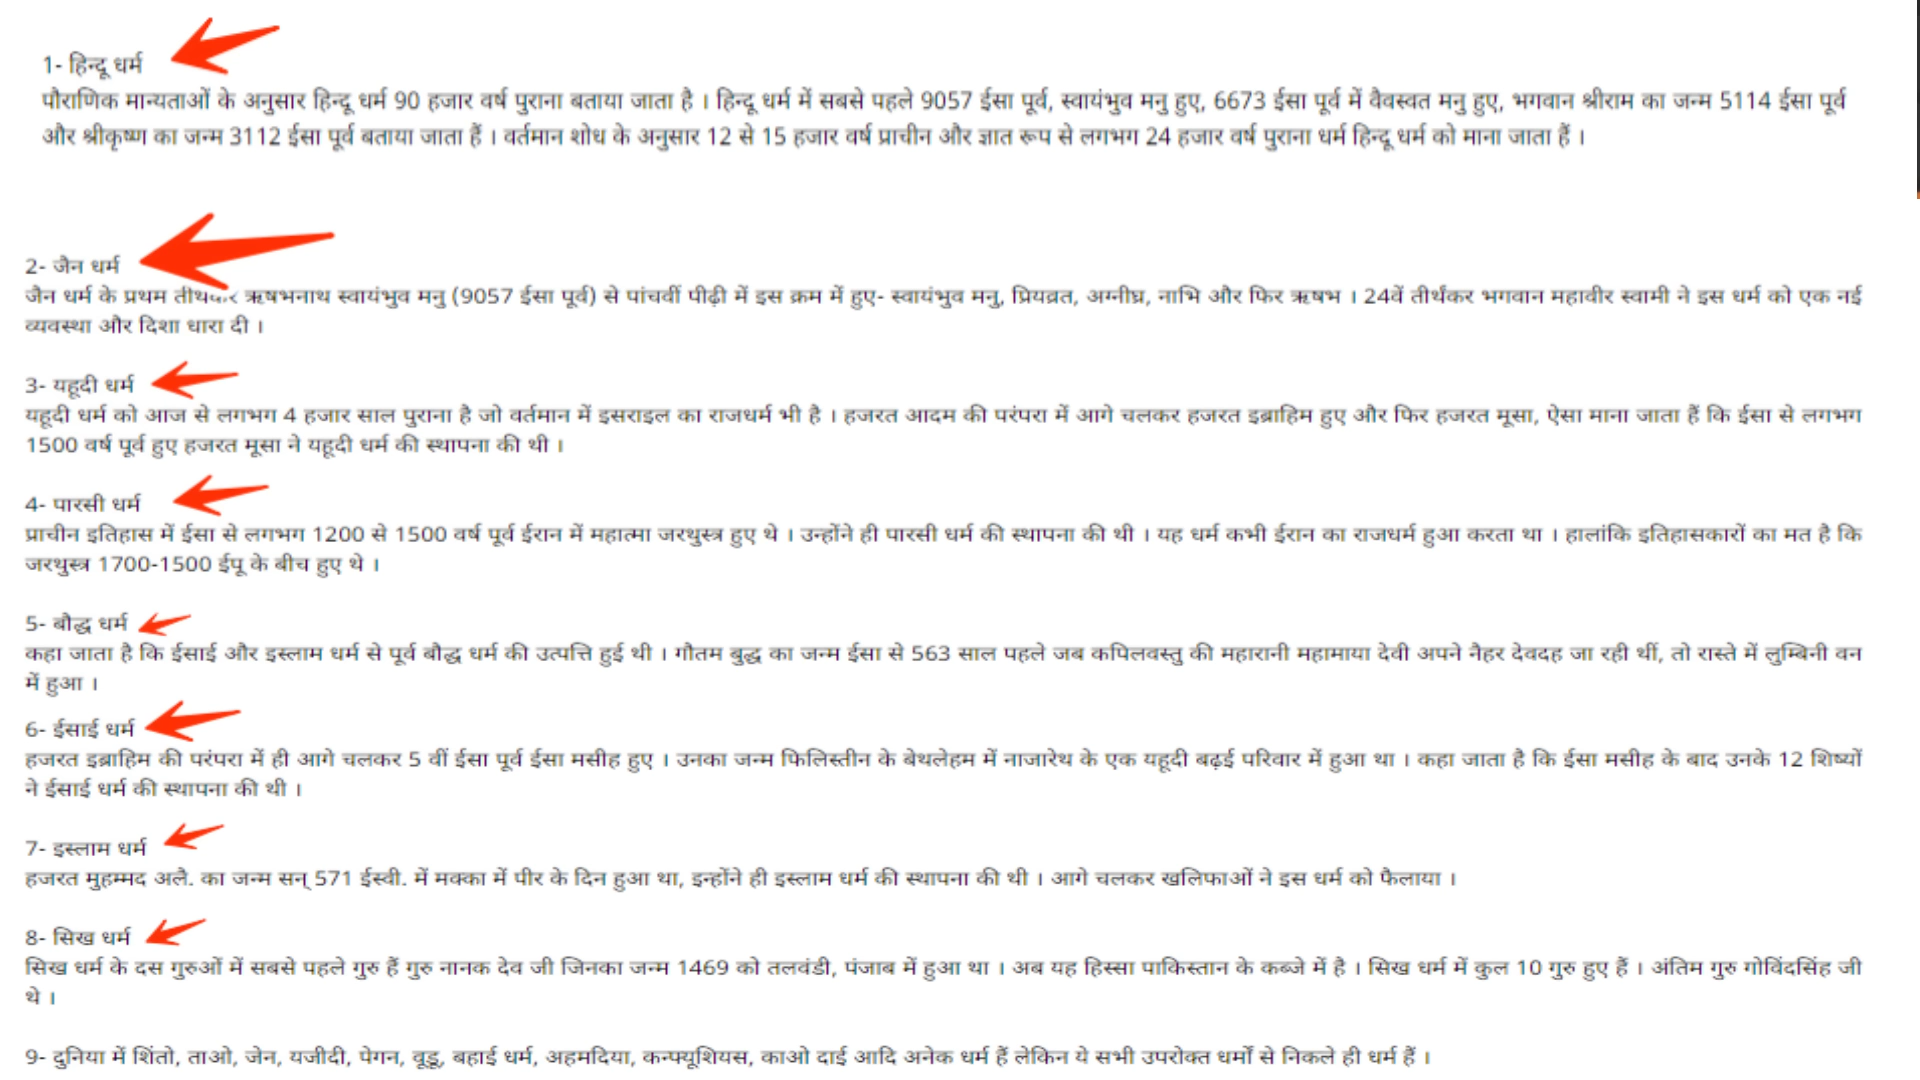 1- हिन्दू धर्म
पौराणिक मान्यताओं के अनुसार हिन्दू धर्म 90 हजार वर्ष पुराना बताया जाता है । हिन्दू धर्म में सबसे पहले 9057 ईसा पूर्व, स्वायंभुव मनु हुए, 6673 ईसा पूर्व में वैवस्वत मनु हुए, भगवान श्रीराम का जन्म 5114 ईसा पूर्व
और श्रीकृष्ण का जन्म 3112 ईसा पूर्व बताया जाता हैं । वर्तमान शोध के अनुसार 12 से 15 हजार वर्ष प्राचीन और ज्ञात रूप से लगभग 24 हजार वर्ष पुराना धर्म हिन्दू धर्म को माना जाता हैं ।
2- जैन धर्म
जैन धर्म के प्रथम ऋषभनाथ स्वायंभुव मनु (9057 ईसा पूर्व) से पांचवीं पीढ़ी में इस क्रम में हुए- स्वायंभुव मनु, प्रियव्रत, अग्नीघ्र, नाभि और फिर ऋषभ । 24वें तीर्थंकर भगवान महावीर स्वामी ने इस धर्म को एक नई
व्यवस्था और दिशा धारा दी ।
3- यहूदी धर्म
यहूदी धर्म को आज से लगभग 4 हजार साल पुराना है जो वर्तमान में इसराइल का राजधर्म भी है । हजरत आदम की परंपरा में आगे चलकर हजरत इब्राहिम हुए और फिर हजरत मूसा, ऐसा माना जाता हैं कि ईसा से लगभग
1500 वर्ष पूर्व हुए हजरत मूसा ने यहूदी धर्म की स्थापना की थी ।
4- पारसी धर्म
प्राचीन इतिहास में ईसा से लगभग 1200 से 1500 वर्ष पूर्व ईरान में महात्मा जरथुस्त्र हुए थे । उन्होंने ही पारसी धर्म की स्थापना की थी । यह धर्म कभी ईरान का राजधर्म हुआ करता था । हालांकि इतिहासकारों का मत है कि
जरथुस्त्र 1700-1500 ईपू के बीच हुए थे ।
5- बौद्ध धर्म
कहा जाता है कि ईसाई और इस्लाम धर्म से पूर्व बौद्ध धर्म की उत्पत्ति हुई थी । गौतम बुद्ध का जन्म ईसा से 563 साल पहले जब कपिलवस्तु की महारानी महामाया देवी अपने नैहर देवदह जा रही थीं, तो रास्ते में लुम्बिनी वन
में हुआ ।
6- ईसाई धर्म
हजरत इब्राहिम की परंपरा में ही आगे चलकर 5 वीं ईसा पूर्व ईसा मसीह हुए । उनका जन्म फिलिस्तीन के बेथलेहम में नाजारेथ के एक यहूदी बढ़ई परिवार में हुआ था । कहा जाता है कि ईसा मसीह के बाद उनके 12 शिष्यों
ने ईसाई धर्म की स्थापना की थी ।
7- इस्लाम धर्म
हजरत मुहम्मद अलै. का जन्म सन् 571 ईस्वी. में मक्का में पीर के दिन हुआ था, इन्होंने ही इस्लाम धर्म की स्थापना की थी । आगे चलकर खलिफाओं ने इस धर्म को फैलाया ।
8- सिख धर्म
सिख धर्म के दस गुरुओं में सबसे पहले गुरु हैं गुरु नानक देव जी जिनका जन्म 1469 को तलवंडी, पंजाब में हुआ था । अब यह हिस्सा पाकिस्तान के कब्जे में है । सिख धर्म में कुल 10 गुरु हुए हैं । अंतिम गुरु गोविंदसिंह जी
थे ।
9- दुनिया में शिंतो, ताओ, जेन, यजीदी, पेगन, वूडू, बहाई धर्म, अहमदिया, कन्फ्यूशियस, काओ दाई आदि अनेक धर्म हैं लेकिन ये सभी उपरोक्त धर्मों से निकले ही धर्म हैं ।